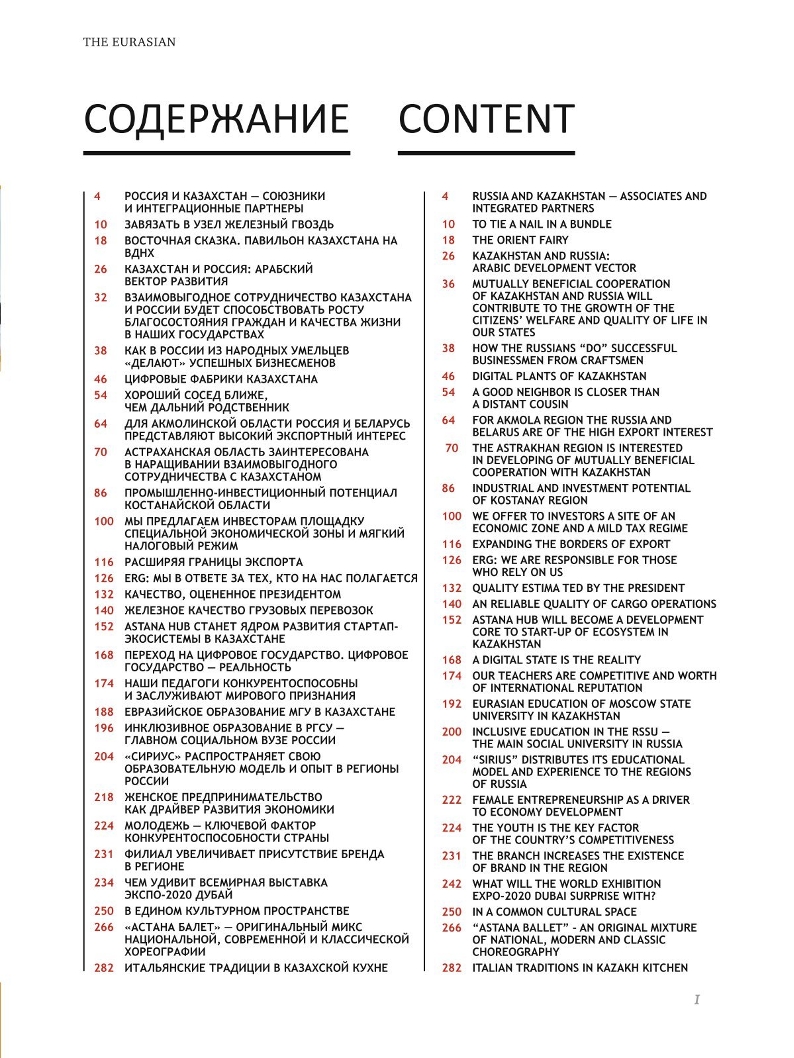 THE EURASIAN
СОДЕРЖАНИЕ
4 РОССИЯ И КАЗАХСТАН — СОЮЗНИКИ
И ИНТЕГРАЦИОННЫЕ ПАРТНЕРЫ
10 ЗАВЯЗАТЬ В УЗЕЛ ЖЕЛЕЗНЫЙ ГВОЗДЬ
18 ВОСТОЧНАЯ СКАЗКА. ПАВИЛЬОН КАЗАХСТАНА НА
ВДНХ
26 КАЗАХСТАН И РОССИЯ: АРАБСКИЙ
ВЕКТОР РАЗВИТИЯ
32 ВЗАИМОВЫГОДНОЕ СОТРУДНИЧЕСТВО КАЗАХСТАНА
И РОССИИ БУДЕТ СПОСОБСТВОВАТЬ РОСТУ
БЛАГОСОСТОЯНИЯ ГРАЖДАН И КАЧЕСТВА ЖИЗНИ
В НАШИХ ГОСУДАРСТВАХ
38 КАК В РОССИИ ИЗ НАРОДНЫХ УМЕЛЬЦЕВ
«ДЕЛАЮТ» УСПЕШНЫХ БИЗНЕСМЕНОВ
46 ЦИФРОВЫЕ ФАБРИКИ КАЗАХСТАНА
54 ХОРОШИЙ СОСЕД БЛИЖЕ,
ЧЕМ ДАЛЬНИЙ РОДСТВЕННИК
64 ДЛЯ АКМОЛИНСКОЙ ОБЛАСТИ РОССИЯ И БЕЛАРУСЬ
ПРЕДСТАВЛЯЮТ ВЫСОКИЙ ЭКСПОРТНЫЙ ИНТЕРЕС
70 АСТРАХАНСКАЯ ОБЛАСТЬ ЗАИНТЕРЕСОВАНА
В НАРАЩИВАНИИ ВЗАИМОВЫГОДНОГО
СОТРУДНИЧЕСТВА С КАЗАХСТАНОМ
86 ПРОМЫШЛЕННО-ИНВЕСТИЦИОННЫЙ ПОТЕНЦИАЛ
КОСТАНАЙСКОЙ ОБЛАСТИ
100 МЫ ПРЕДЛАГАЕМ ИНВЕСТОРАМ ПЛОЩАДКУ
СПЕЦИАЛЬНОЙ ЭКОНОМИЧЕСКОЙ ЗОНЫ И МЯГКИЙ
НАЛОГОВЫЙ РЕЖИМ
116 РАСШИРЯЯ ГРАНИЦЫ ЭКСПОРТА
126 ERG: МЫ В ОТВЕТЕ ЗА ТЕХ, КТО НА НАС ПОЛАГАЕТСЯ
132 КАЧЕСТВО, ОЦЕНЕННОЕ ПРЕЗИДЕНТОМ
140 ЖЕЛЕЗНОЕ КАЧЕСТВО ГРУЗОВЫХ ПЕРЕВОЗОК
152 ASTANA HUB СТАНЕТ ЯДРОМ РАЗВИТИЯ СТАРТАП-
ЭКОСИСТЕМЫ В КАЗАХСТАНЕ
168 ПЕРЕХОД НА ЦИФРОВОЕ ГОСУДАРСТВО. ЦИФРОВОЕ
ГОСУДАРСТВО — РЕАЛЬНОСТЬ
174 НАШИ ПЕДАГОГИ КОНКУРЕНТОСПОСОБНЫ
И ЗАСЛУЖИВАЮТ МИРОВОГО ПРИЗНАНИЯ
188 ЕВРАЗИЙСКОЕ ОБРАЗОВАНИЕ МГУ В КАЗАХСТАНЕ
196 ИНКЛЮЗИВНОЕ ОБРАЗОВАНИЕ В РГСУ —
ГЛАВНОМ СОЦИАЛЬНОМ ВУЗЕ РОССИИ
204 «СИРИУС» РАСПРОСТРАНЯЕТ СВОЮ
ОБРАЗОВАТЕЛЬНУЮ МОДЕЛЬ И ОПЫТ В РЕГИОНЫ
РОССИИ
218 ЖЕНСКОЕ ПРЕДПРИНИМАТЕЛЬСТВО
КАК ДРАЙВЕР РАЗВИТИЯ ЭКОНОМИКИ
224 МОЛОДЕЖЬ — КЛЮЧЕВОЙ ФАКТОР
КОНКУРЕНТОСПОСОБНОСТИ СТРАНЫ
231 ФИЛИАЛ УВЕЛИЧИВАЕТ ПРИСУТСТВИЕ БРЕНДА
В РЕГИОНЕ
234 ЧЕМ УДИВИТ ВСЕМИРНАЯ ВЫСТАВКА
ЭКСПО-2020 ДУБАЙ
250 В ЕДИНОМ КУЛЬТУРНОМ ПРОСТРАНСТВЕ
266 «АСТАНА БАЛЕТ» — ОРИГИНАЛЬНЫЙ МИКС
НАЦИОНАЛЬНОЙ, СОВРЕМЕННОЙ И КЛАССИЧЕСКОЙ
ХОРЕОГРАФИИ
282 ИТАЛЬЯНСКИЕ ТРАДИЦИИ В КАЗАХСКОЙ КУХНЕ
CONTENT
4 RUSSIA AND KAZAKHSTAN — ASSOCIATES AND
INTEGRATED PARTNERS
10 TO TIE A NAIL IN A BUNDLE
18 THE ORIENT FAIRY
26 KAZAKHSTAN AND RUSSIA:
ARABIC DEVELOPMENT VECTOR
36 MUTUALLY BENEFICIAL COOPERATION
OF KAZAKHSTAN AND RUSSIA WILL
CONTRIBUTE TO THE GROWTH OF THE
CITIZENS’ WELFARE AND QUALITY OF LIFE IN
OUR STATES
38 HOW THE RUSSIANS “DO” SUCCESSFUL
BUSINESSMEN FROM CRAFTSMEN
46 DIGITAL PLANTS OF KAZAKHSTAN
54 A GOOD NEIGHBOR IS CLOSER THAN
A DISTANT COUSIN
64 FOR AKMOLA REGION THE RUSSIA AND
BELARUS ARE OF THE HIGH EXPORT INTEREST
70 THE ASTRAKHAN REGION IS INTERESTED
IN DEVELOPING OF MUTUALLY BENEFICIAL
COOPERATION WITH KAZAKHSTAN
86 INDUSTRIAL AND INVESTMENT POTENTIAL
OF KOSTANAY REGION
100 WE OFFER TO INVESTORS A SITE OF AN
ECONOMIC ZONE AND A MILD TAX REGIME
116 EXPANDING THE BORDERS OF EXPORT
126 ERG: WE ARE RESPONSIBLE FOR THOSE
WHO RELY ON US
132 QUALITY ESTIMA TED BY THE PRESIDENT
140 AN RELIABLE QUALITY OF CARGO OPERATIONS
152 ASTANA HUB WILL BECOME A DEVELOPMENT
CORE TO START-UP OF ECOSYSTEM IN
KAZAKHSTAN
168 A DIGITAL STATE IS THE REALITY
174 OUR TEACHERS ARE COMPETITIVE AND WORTH
OF INTERNATIONAL REPUTATION
192 EURASIAN EDUCATION OF MOSCOW STATE
UNIVERSITY IN KAZAKHSTAN
200 INCLUSIVE EDUCATION IN THE RSSU —
THE MAIN SOCIAL UNIVERSITY IN RUSSIA
204 “SIRIUS” DISTRIBUTES ITS EDUCATIONAL
MODEL AND EXPERIENCE TO THE REGIONS
OF RUSSIA
222 FEMALE ENTREPRENEURSHIP AS A DRIVER
TO ECONOMY DEVELOPMENT
224 THE YOUTH IS THE KEY FACTOR
OF THE COUNTRY’S COMPETITIVENESS
231 THE BRANCH INCREASES THE EXISTENCE
OF BRAND IN THE REGION
242 WHAT WILL THE WORLD EXHIBITION
EXPO-2020 DUBAI SURPRISE WITH?
250 IN A COMMON CULTURAL SPACE
266 “ASTANA BALLET” - AN ORIGINAL MIXTURE
OF NATIONAL, MODERN AND CLASSIC
CHOREOGRAPHY
282 ITALIAN TRADITIONS IN KAZAKH KITCHEN
I